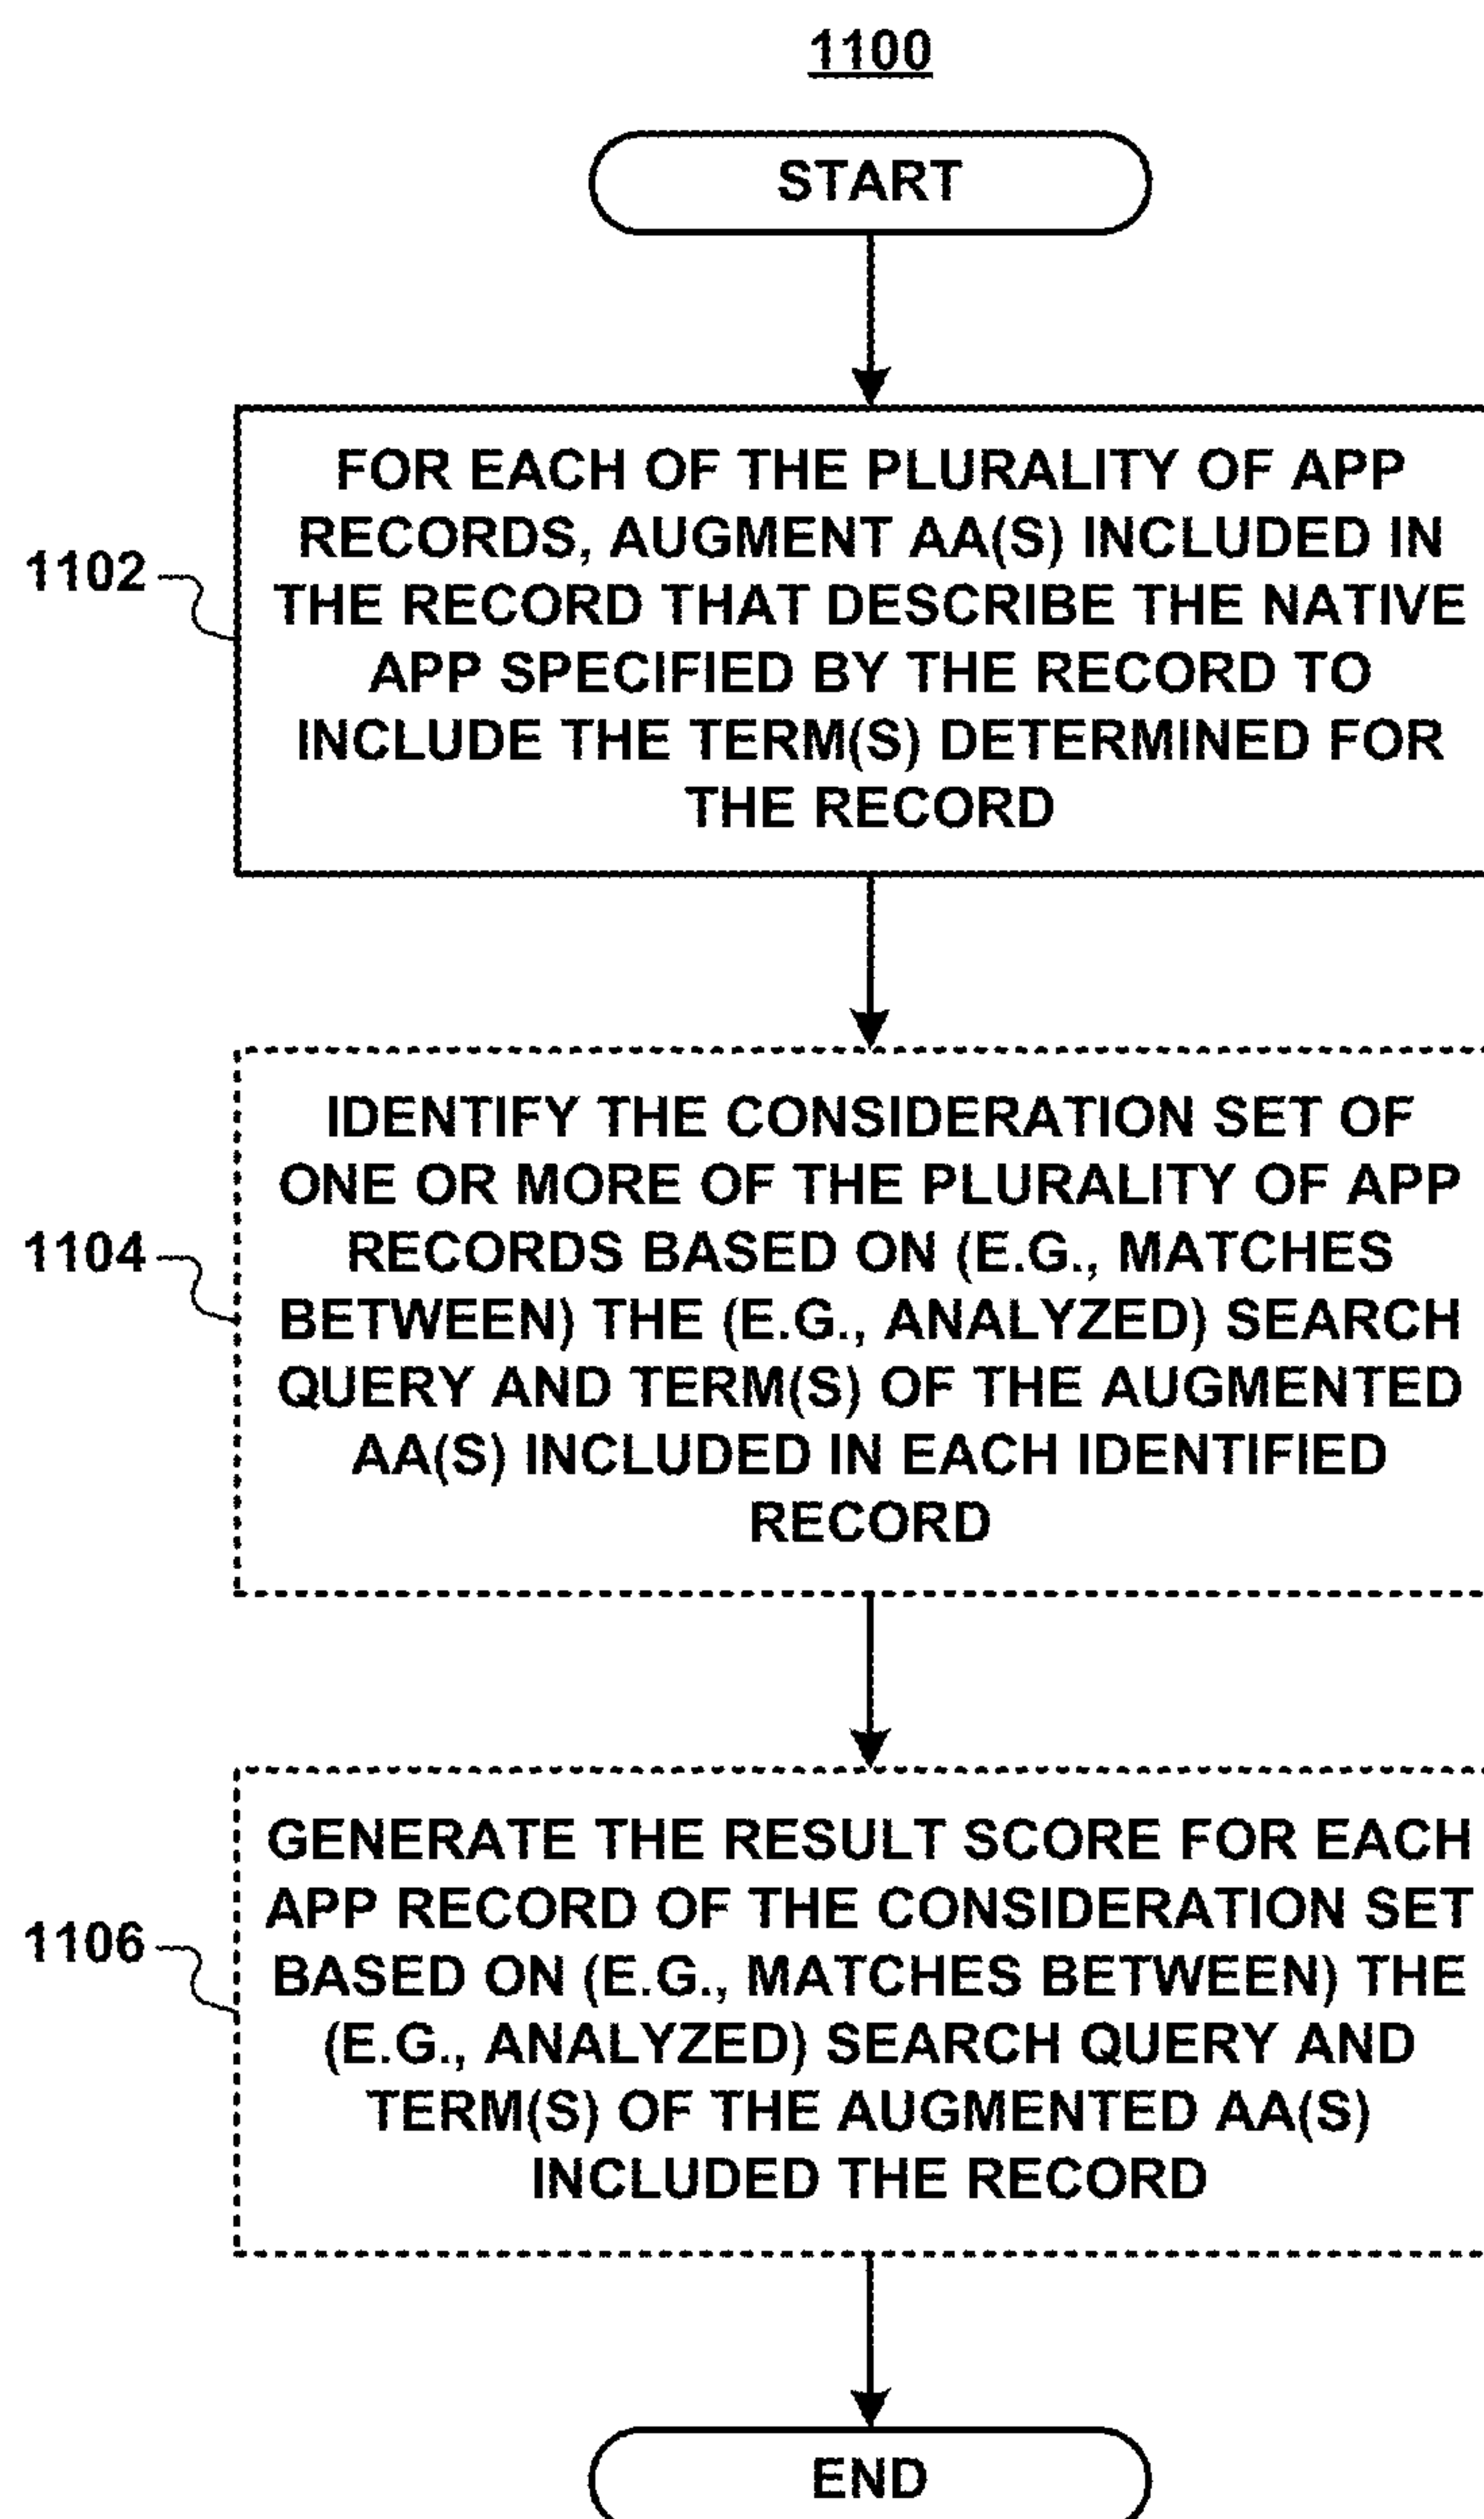 1100
START
1102
FOR EACH OF THE PLURALITY OF APP
RECORDS, AUGMENT AA(S) INCLUDED IN
THE RECORD THAT DESCRIBE THE NATIVE
APP SPECIFIED BY THE RECORD TO
INCLUDE THE TERM(S) DETERMINED FOR
THE RECORD
1104
IDENTIFY THE CONSIDERATION SET OF
ONE OR MORE OF THE PLURALITY OF APP
RECORDS BASED ON (E.G., MATCHES
BETWEEN) THE (E.G., ANALYZED) SEARCH
QUERY AND TERM(S) OF THE AUGMENTED
AA(S) INCLUDED IN EACH IDENTIFIED
RECORD
1106
GENERATE THE RESULT SCORE FOR EACH
APP RECORD OF THE CONSIDERATION SET
BASED ON (E.G., MATCHES BETWEEN) THE
(E.G., ANALYZED) SEARCH QUERY AND
TERM(S) OF THE AUGMENTED AA(S)
INCLUDED THE RECORD
END